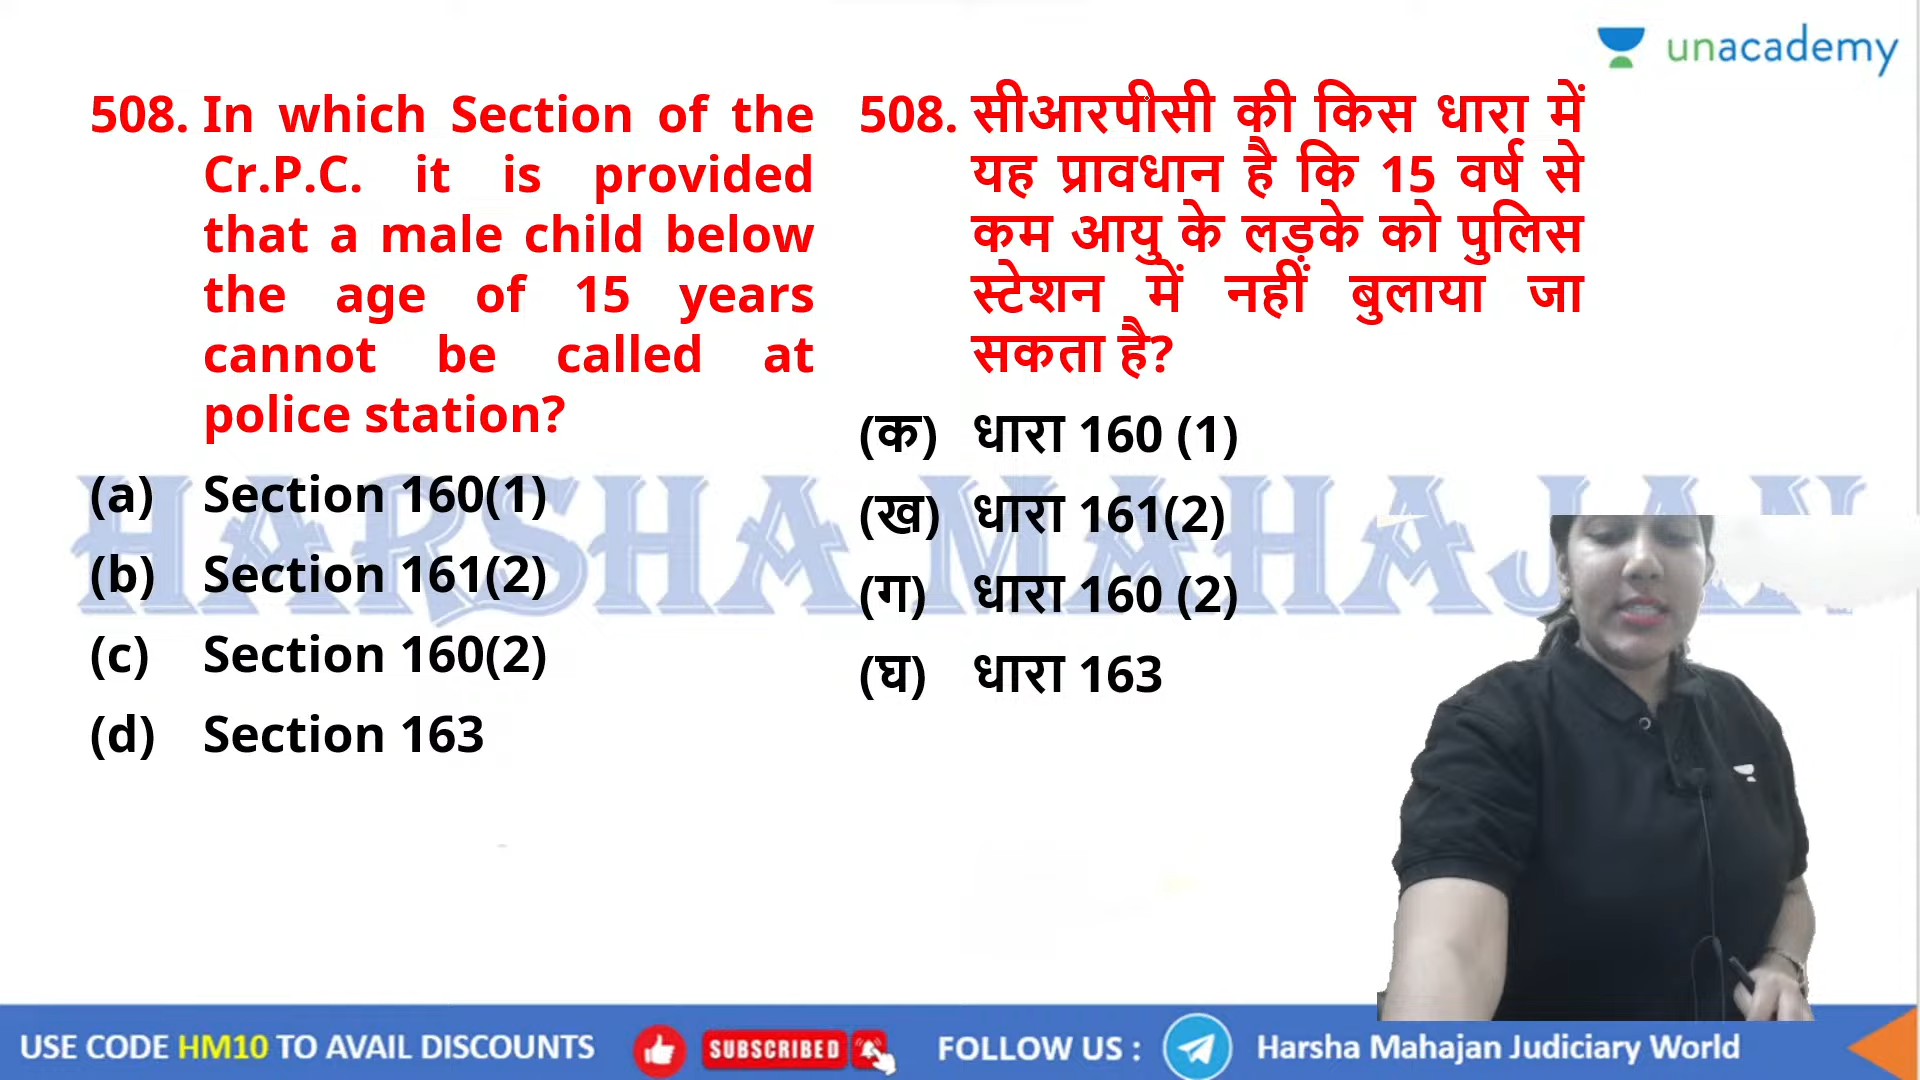 unacademy
508. In which Section of the
Cr.P.C. it is provided
that a male child below
the age of 15 years
cannot be called at
police station?
(a) Section 160(1)
(b) Section 161(2)
(c) Section 160(2)
(d) Section 163
508. सीआरपीसी की किस धारा में
यह प्रावधान है कि 15 वर्ष से
कम आयु के लड़के को पुलिस
स्टेशन में नहीं बुलाया जा
सकता है?
(क) धारा 160 (1)
(ख) धारा 161(2)
(ग) धारा 160 (2)
(घ) धारा 163
HARSHA MAHAJAN
USE CODE HM10 TO AVAIL DISCOUNTS
SUBSCRIBED
FOLLOW US :
Harsha Mahajan Judiciary World